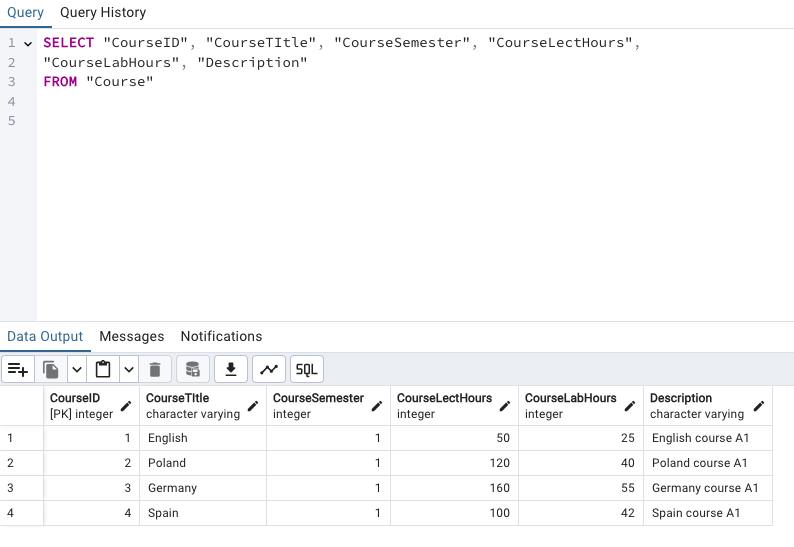 Query Query History
1 SELECT "CourseID", "CourseTItle", "CourseSemester", "CourseLectHours",
2 "CourseLabHours", "Description"
3 FROM "Course"
4
5
Data Output Messages Notifications
SQL
CourseID CourseTItle CourseSemester CourseLectHours CourseLabHours Description
[PK] integer character varying integer integer integer character varying
1 1 English 1 50 25 English course A1
2 2 Poland 1 120 40 Poland course A1
3 3 Germany 1 160 55 Germany course A1
4 4 Spain 1 100 42 Spain course A1